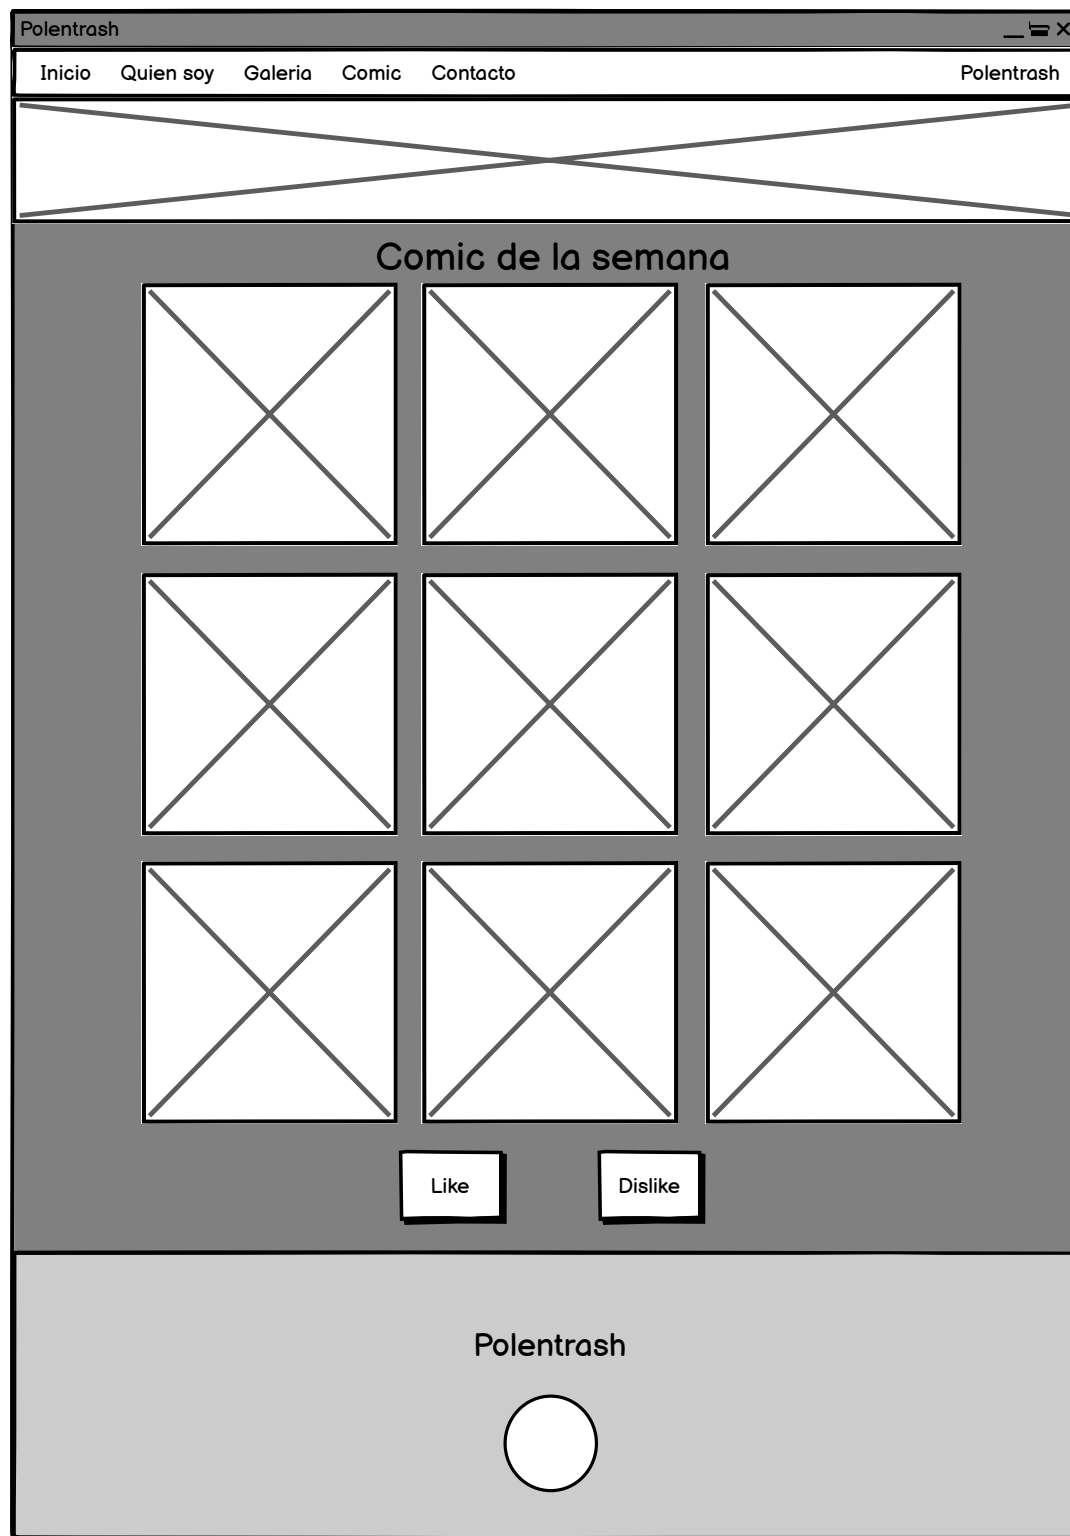 Polentrash
Inicio Quien soy Galeria Comic Contacto Polentrash
Comic de la semana
Like Dislike
Polentrash